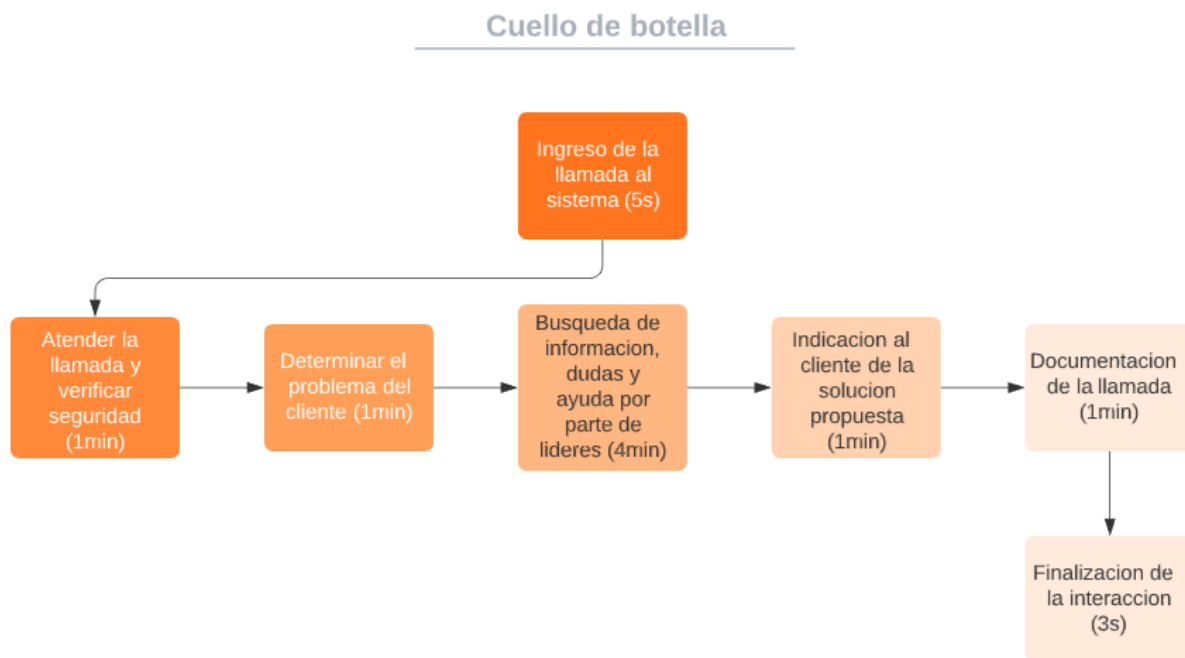 Cuello de botella
Ingreso de la
llamada al
sistema (5s)
Atender la
llamada y
verificar
seguridad
(1min)
Determinar el
problema del
cliente (1min)
Busqueda de
informacion,
dudas y
ayuda por
parte de
lideres (4min)
Indicacion al
cliente de la
solucion
propuesta
(1min)
Documentacion
de la llamada
(1min)
Finalizacion de
la interaccion
(3s)